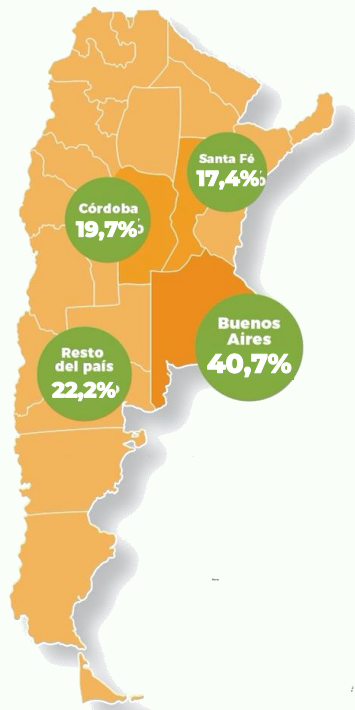 Santa Fé
17,4%
Córdoba
19,7%
Buenos
Aires
40,7%
Resto
del país
22,2%